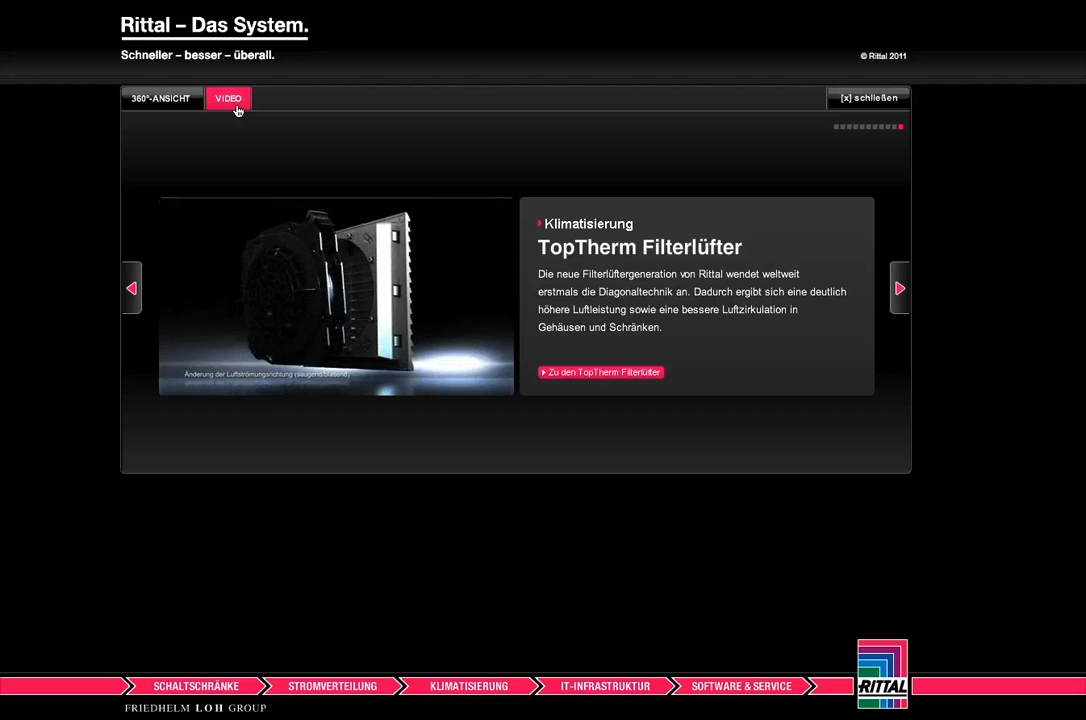 Rittal – Das System.
Schneller – besser – überall.
© Rittal 2011
360°-ANSICHT
VIDEO
[x] schließen
Klimatisierung
TopTherm Filterlüfter
Die neue Filterlüftergeneration von Rittal wendet weltweit
erstmals die Diagonaltechnik an. Dadurch ergibt sich eine deutlich
höhere Luftleistung sowie eine bessere Luftzirkulation in
Gehäusen und Schränken.
Zu den TopTherm Filterlüfter
Änderung der Luftströmungsrichtung (saugend/blasend)
SCHALTSCHRÄNKE
STROMVERTEILUNG
KLIMATISIERUNG
IT-INFRASTRUKTUR
SOFTWARE & SERVICE
RITTAL
FRIEDHELM LOH GROUP